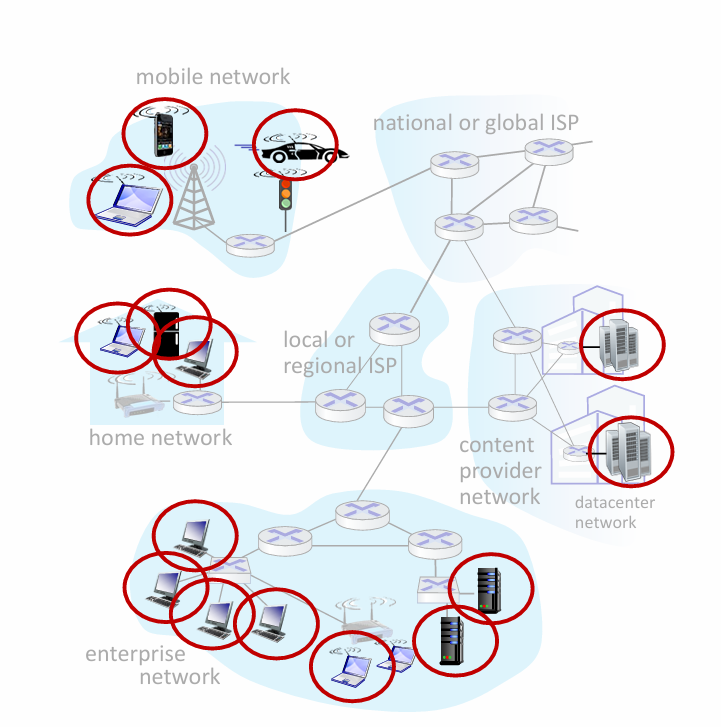 mobile network
national or global ISP
local or
regional ISP
home network
content
provider
network
datacenter
network
enterprise
network